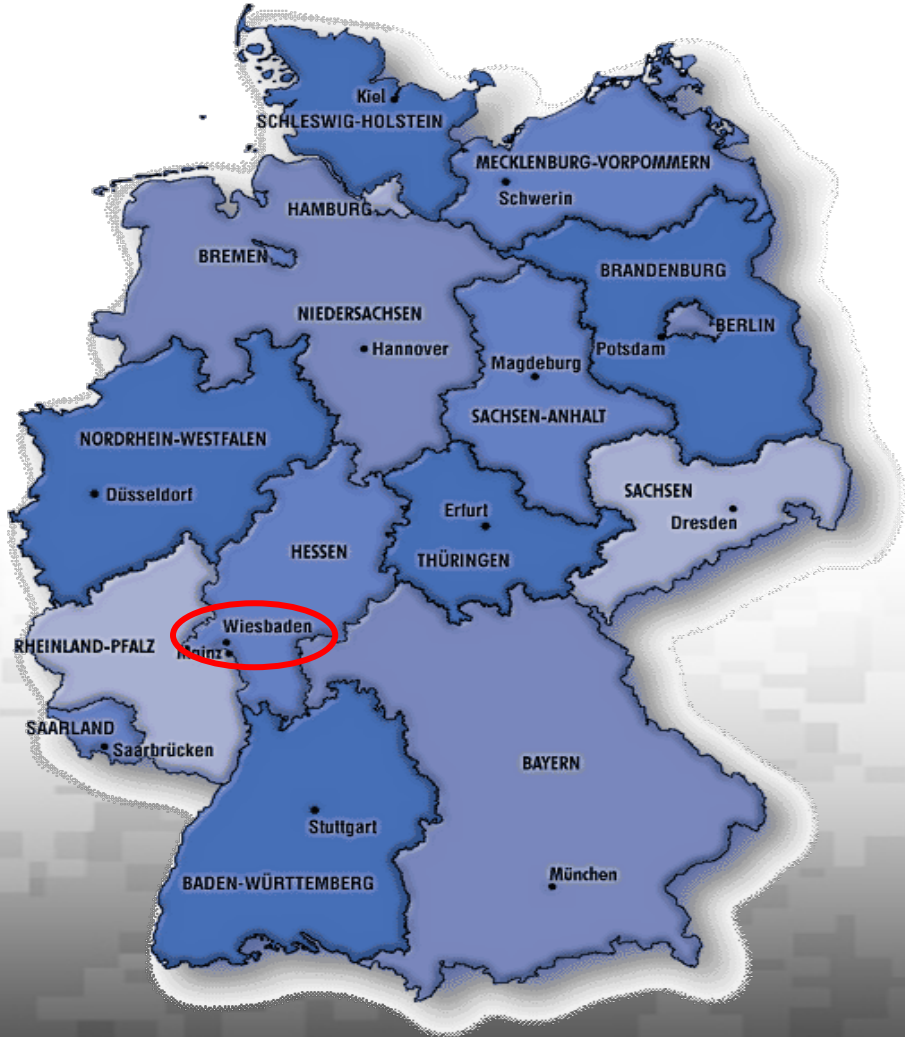 Kiel
SCHLESWIG-HOLSTEIN
MECKLENBURG-VORPOMMERN
Schwerin
HAMBURG
BREMEN
BRANDENBURG
NIEDERSACHSEN
BERLIN
Hannover
Potsdam
Magdeburg
SACHSEN-ANHALT
NORDRHEIN-WESTFALEN
Düsseldorf
SACHSEN
Erfurt
Dresden
HESSEN
THÜRINGEN
Wiesbaden
RHEINLAND-PFALZ
Mainz
SAARLAND
Saarbrücken
BAYERN
Stuttgart
München
BADEN-WÜRTTEMBERG